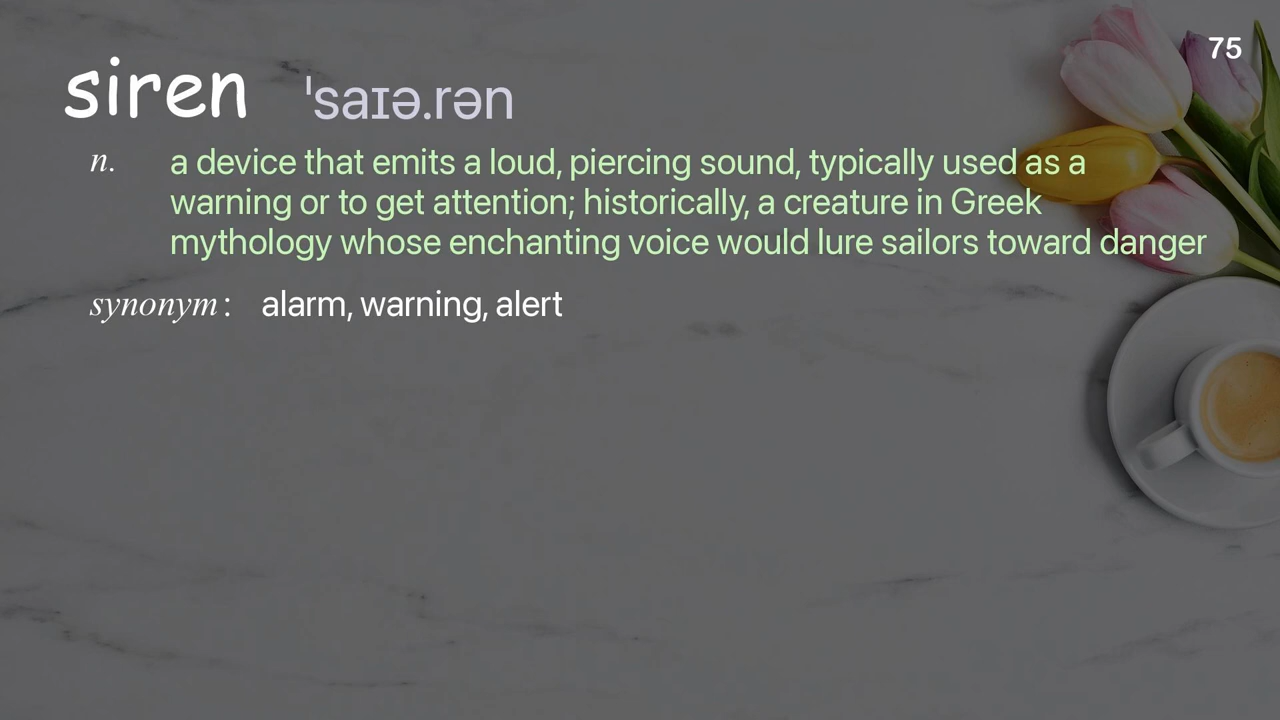 75
siren ˈsaɪə.rən
n. a device that emits a loud, piercing sound, typically used as a
warning or to get attention; historically, a creature in Greek
mythology whose enchanting voice would lure sailors toward danger
synonym: alarm, warning, alert